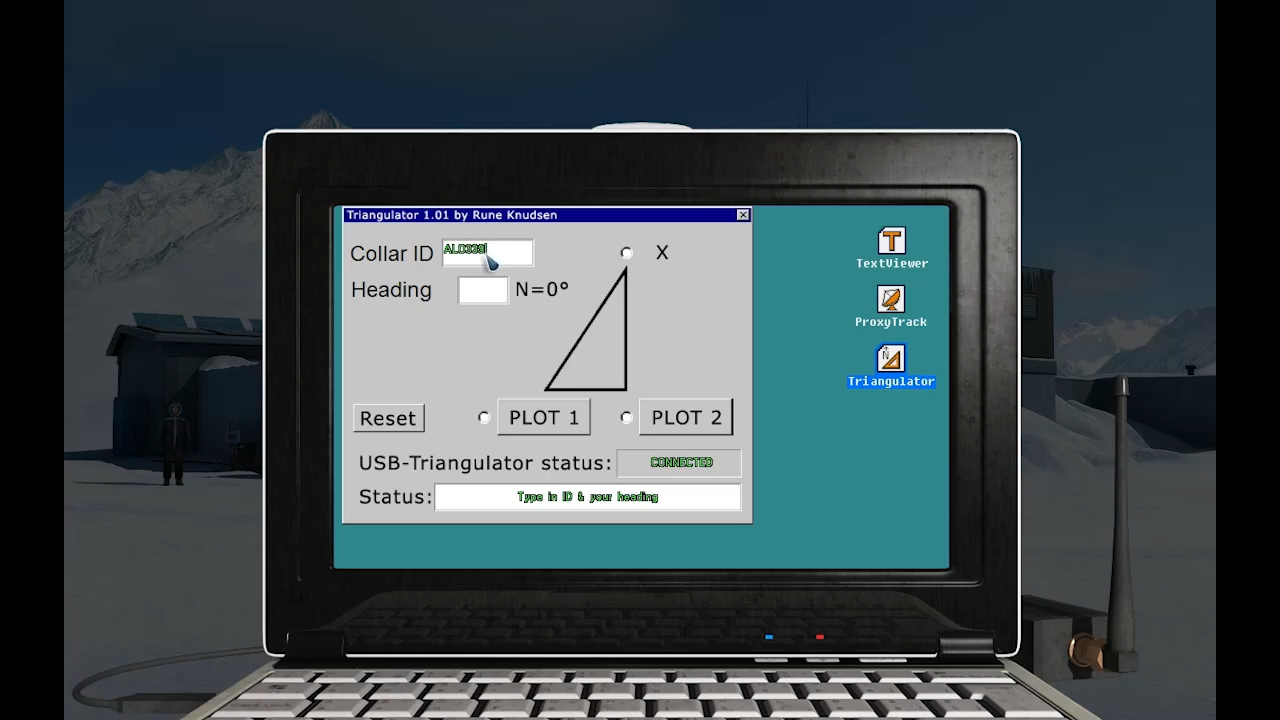 Triangulator 1.01 by Rune Knudsen
Collar ID
X
Heading
N=0°
Reset
PLOT 1
PLOT 2
USB-Triangulator status:
CONNECTED
Status:
Type in ID & your heading
TextViewer
ProxyTrack
N
Triangulator